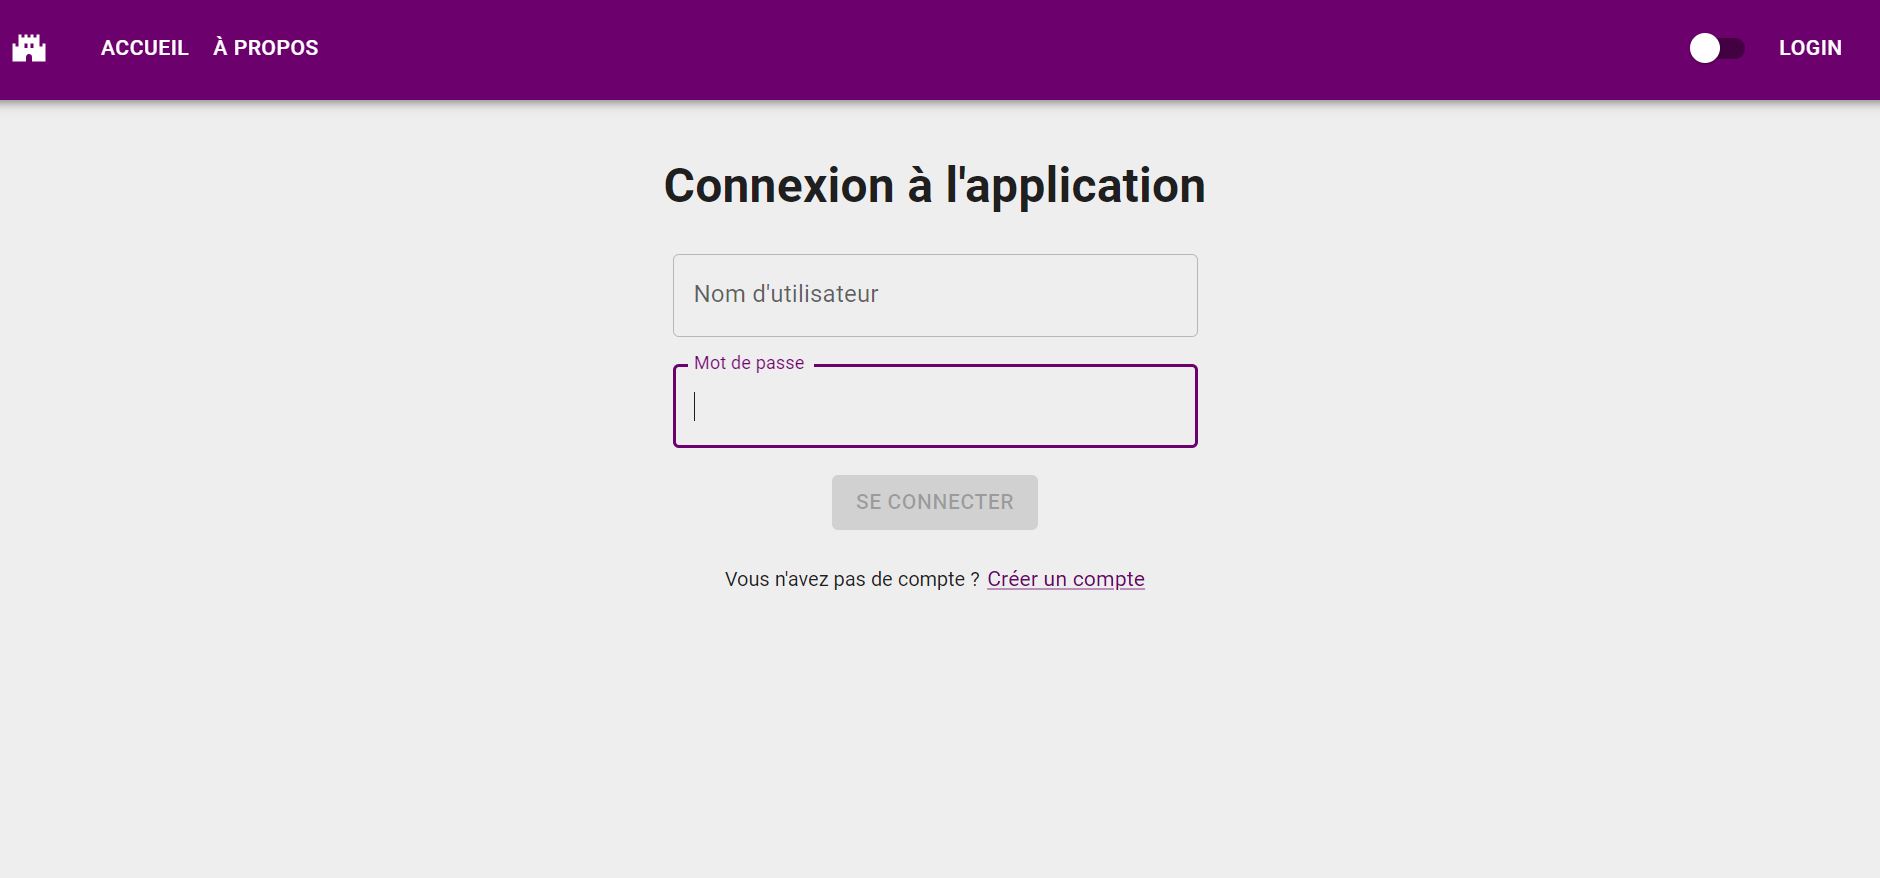 ACCUEIL À PROPOS LOGIN
Connexion à l'application
Nom d'utilisateur
Mot de passe
SE CONNECTER
Vous n'avez pas de compte ? Créer un compte